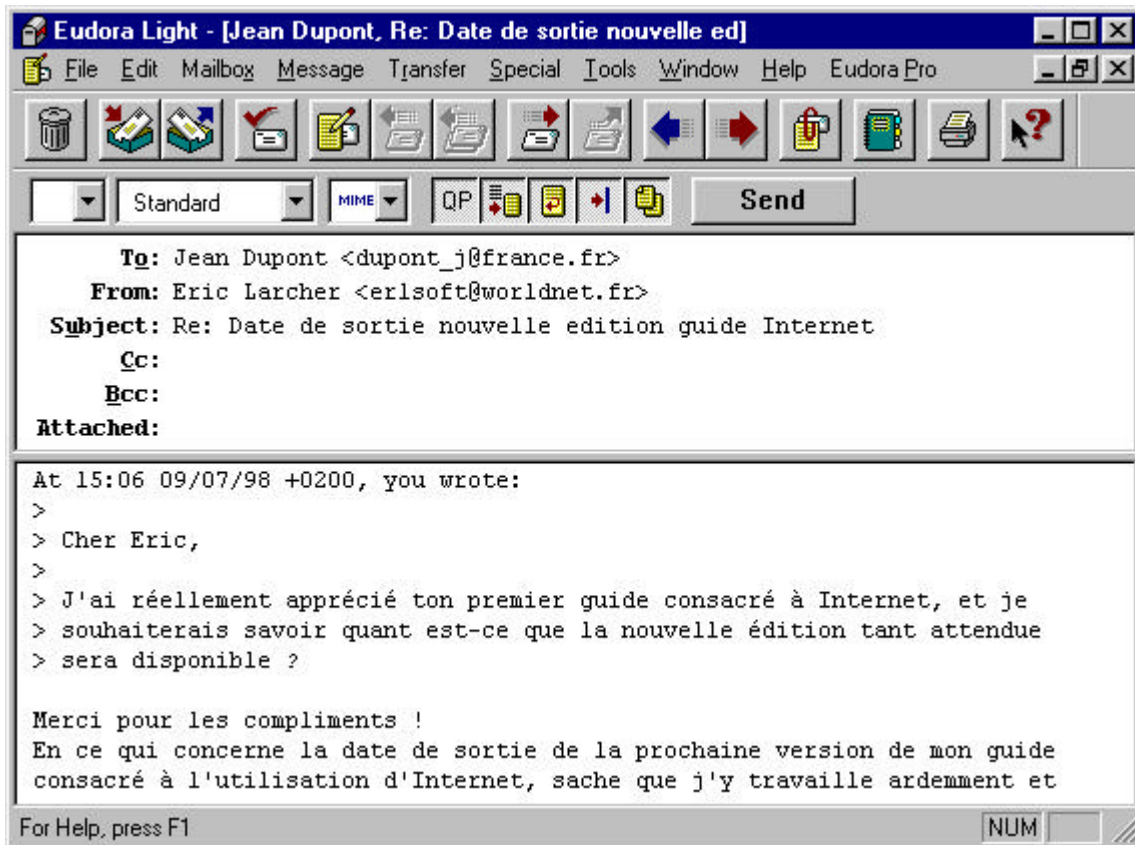 Eudora Light - [Jean Dupont, Re: Date de sortie nouvelle ed]
File Edit Mailbox Message Transfer Special Tools Window Help Eudora Pro
Standard MIME QP Send
To: Jean Dupont <dupont_j@france.fr>
From: Eric Larcher <erlsoft@worldnet.fr>
Subject: Re: Date de sortie nouvelle edition guide Internet
Cc:
Bcc:
Attached:
At 15:06 09/07/98 +0200, you wrote:
>
> Cher Eric,
>
> J'ai réellement apprécié ton premier guide consacré à Internet, et je
> souhaiterais savoir quant est-ce que la nouvelle édition tant attendue
> sera disponible ?
Merci pour les compliments !
En ce qui concerne la date de sortie de la prochaine version de mon guide
consacré à l'utilisation d'Internet, sache que j'y travaille ardemment et
For Help, press F1 NUM